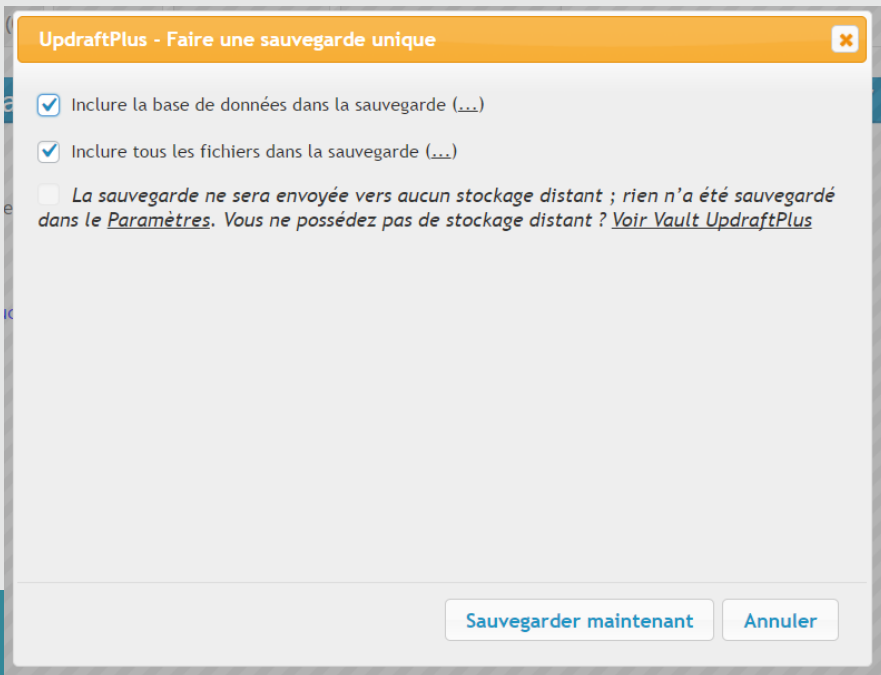 UpdraftPlus - Faire une sauvegarde unique
Inclure la base de données dans la sauvegarde (...)
Inclure tous les fichiers dans la sauvegarde (...)
La sauvegarde ne sera envoyée vers aucun stockage distant ; rien n’a été sauvegardé
dans le Paramètres. Vous ne possédez pas de stockage distant ? Voir Vault UpdraftPlus
Sauvegarder maintenant
Annuler